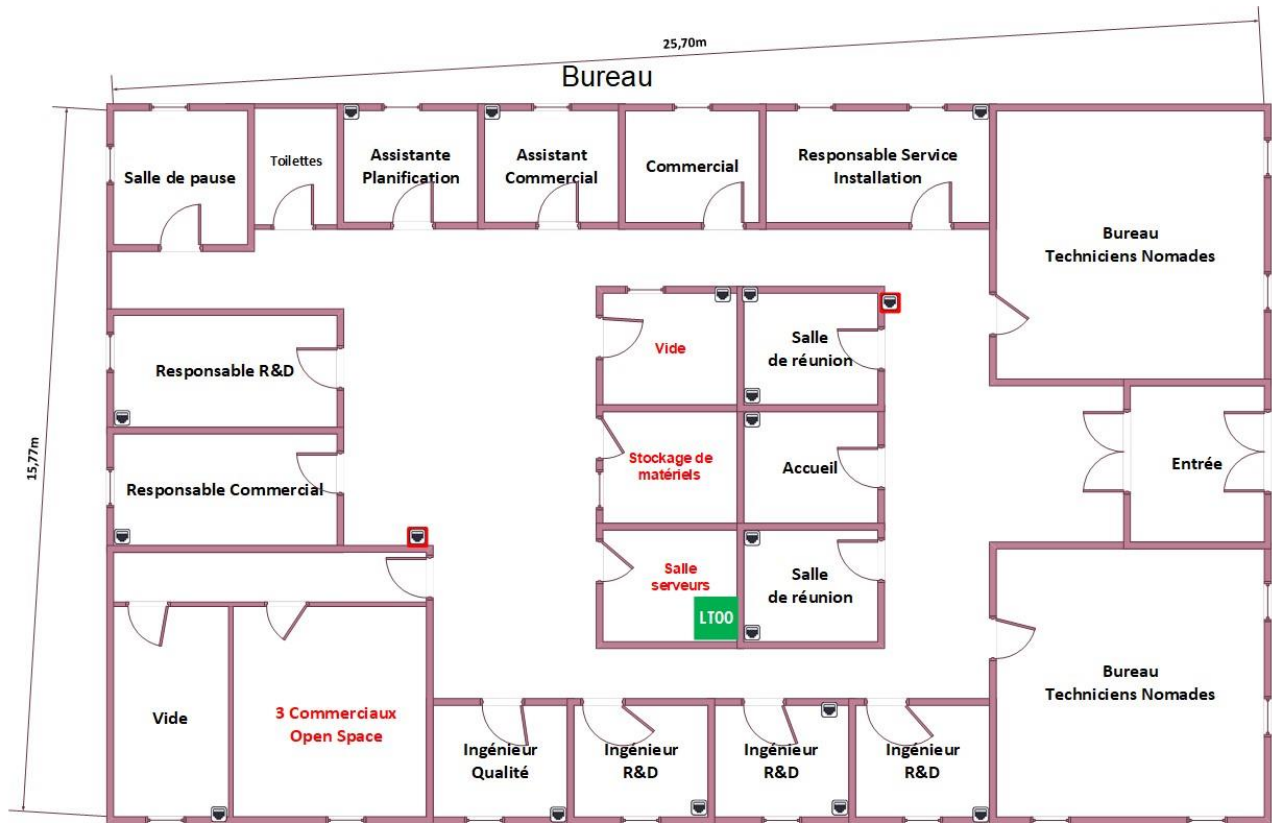 25,70m
Bureau
15,77m
Salle de pause
Toilettes
Assistante
Planification
Assistant
Commercial
Commercial
Responsable Service
Installation
Bureau
Techniciens Nomades
Responsable R&D
Vide
Salle
de réunion
Responsable Commercial
Stockage de
matériels
Accueil
Entrée
Salle
serveurs
LT00
Salle
de réunion
Vide
3 Commerciaux
Open Space
Ingénieur
Qualité
Ingénieur
R&D
Ingénieur
R&D
Ingénieur
R&D
Bureau
Techniciens Nomades